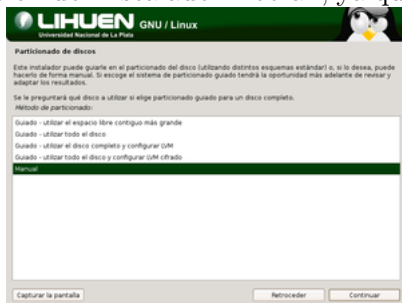 LIHUEN GNU / Linux
Universidad Nacional de La Plata
Particionado de discos
Este instalador puede guiarle en el particionado del disco (utilizando distintos esquemas estándar) o, si lo desea, puede
hacerlo de forma manual. Si escoge el sistema de particionado guiado tendrá la oportunidad más adelante de revisar y
adaptar los resultados.
Se le preguntará qué disco a utilizar si elige particionado guiado para un disco completo.
Método de particionado:
Guiado - utilizar el espacio libre contiguo más grande
Guiado - utilizar todo el disco
Guiado - utilizar el disco completo y configurar LVM
Guiado - utilizar todo el disco y configurar LVM cifrado
Manual
Capturar la pantalla
Retroceder
Continuar